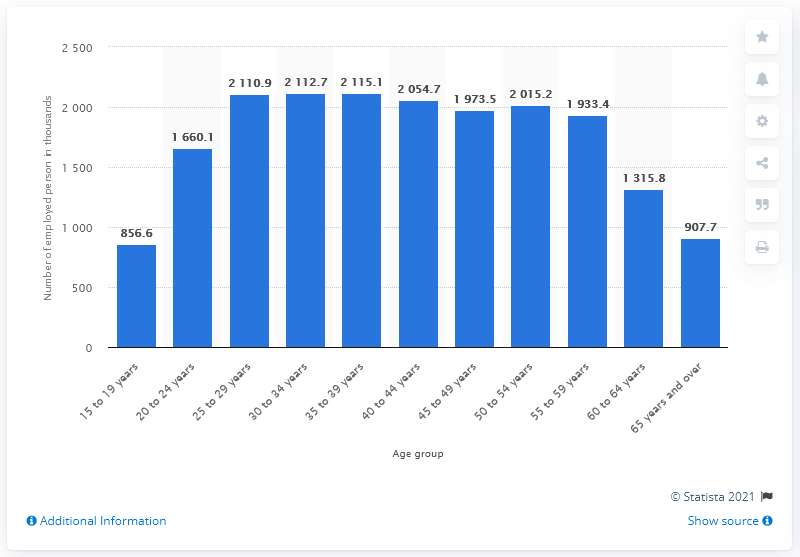 2 500
2 000
1 500
1 000
500
0
Number of employed person in thousands
856.6
1 660.1
2 110.9
2 112.7
2 115.1
2 054.7
1 973.5
2 015.2
1 933.4
1 315.8
907.7
15 to 19 years
20 to 24 years
25 to 29 years
30 to 34 years
35 to 39 years
40 to 44 years
45 to 49 years
50 to 54 years
55 to 59 years
60 to 64 years
65 years and over
Age group
© Statista 2021
Additional Information
Show source